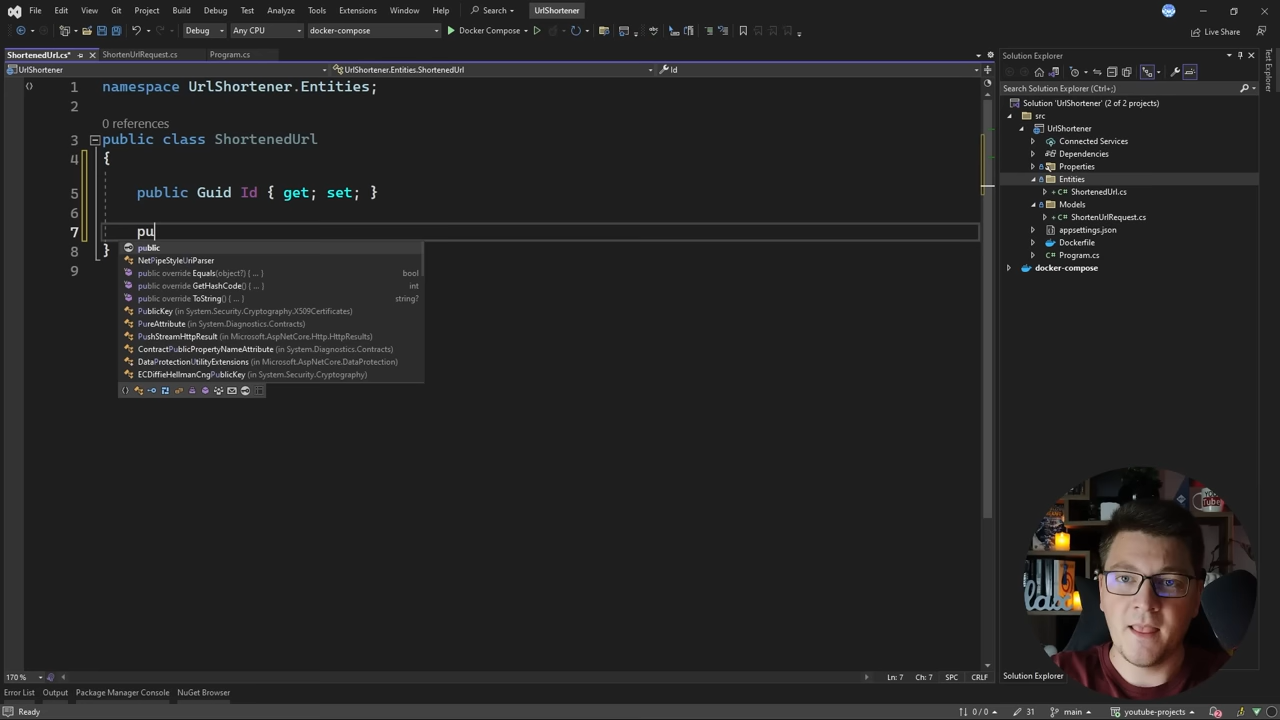 File Edit View Git Project Build Debug Test Analyze Tools Extensions Window Help Search UrlShortener
Debug Any CPU docker-compose Docker Compose Live Share
ShortenedUrl.cs* ShortenUrlRequest.cs Program.cs
UrlShortener UrlShortener.Entities.ShortenedUrl Id
1 namespace UrlShortener.Entities;
2
0 references
3 public class ShortenedUrl
4 {
5 public Guid Id { get; set; }
6
7 pu
8 }
9
public
NetPipeStyleUriParser
public override Equals(object?) { ... } bool
public override GetHashCode() { ... } int
public override ToString() { ... } string?
PublicKey (in System.Security.Cryptography.X509Certificates)
PureAttribute (in System.Diagnostics.Contracts)
PushStreamHttpResult (in Microsoft.AspNetCore.Http.HttpResults)
ContractPublicPropertyNameAttribute (in System.Diagnostics.Contracts)
DataProtectionUtilityExtensions (in Microsoft.AspNetCore.DataProtection)
ECDiffieHellmanCngPublicKey (in System.Security.Cryptography)
Solution Explorer
Search Solution Explorer (Ctrl+;)
Solution 'UrlShortener' (2 of 2 projects)
src
UrlShortener
Connected Services
Dependencies
Properties
Entities
ShortenedUrl.cs
Models
ShortenUrlRequest.cs
appsettings.json
Dockerfile
Program.cs
docker-compose
Test Explorer
Solution Explorer
170 % Ln: 7 Ch: 7 SPC CRLF
Error List Output Package Manager Console NuGet Browser
Ready 0 / 0 31 main youtube-projects 2